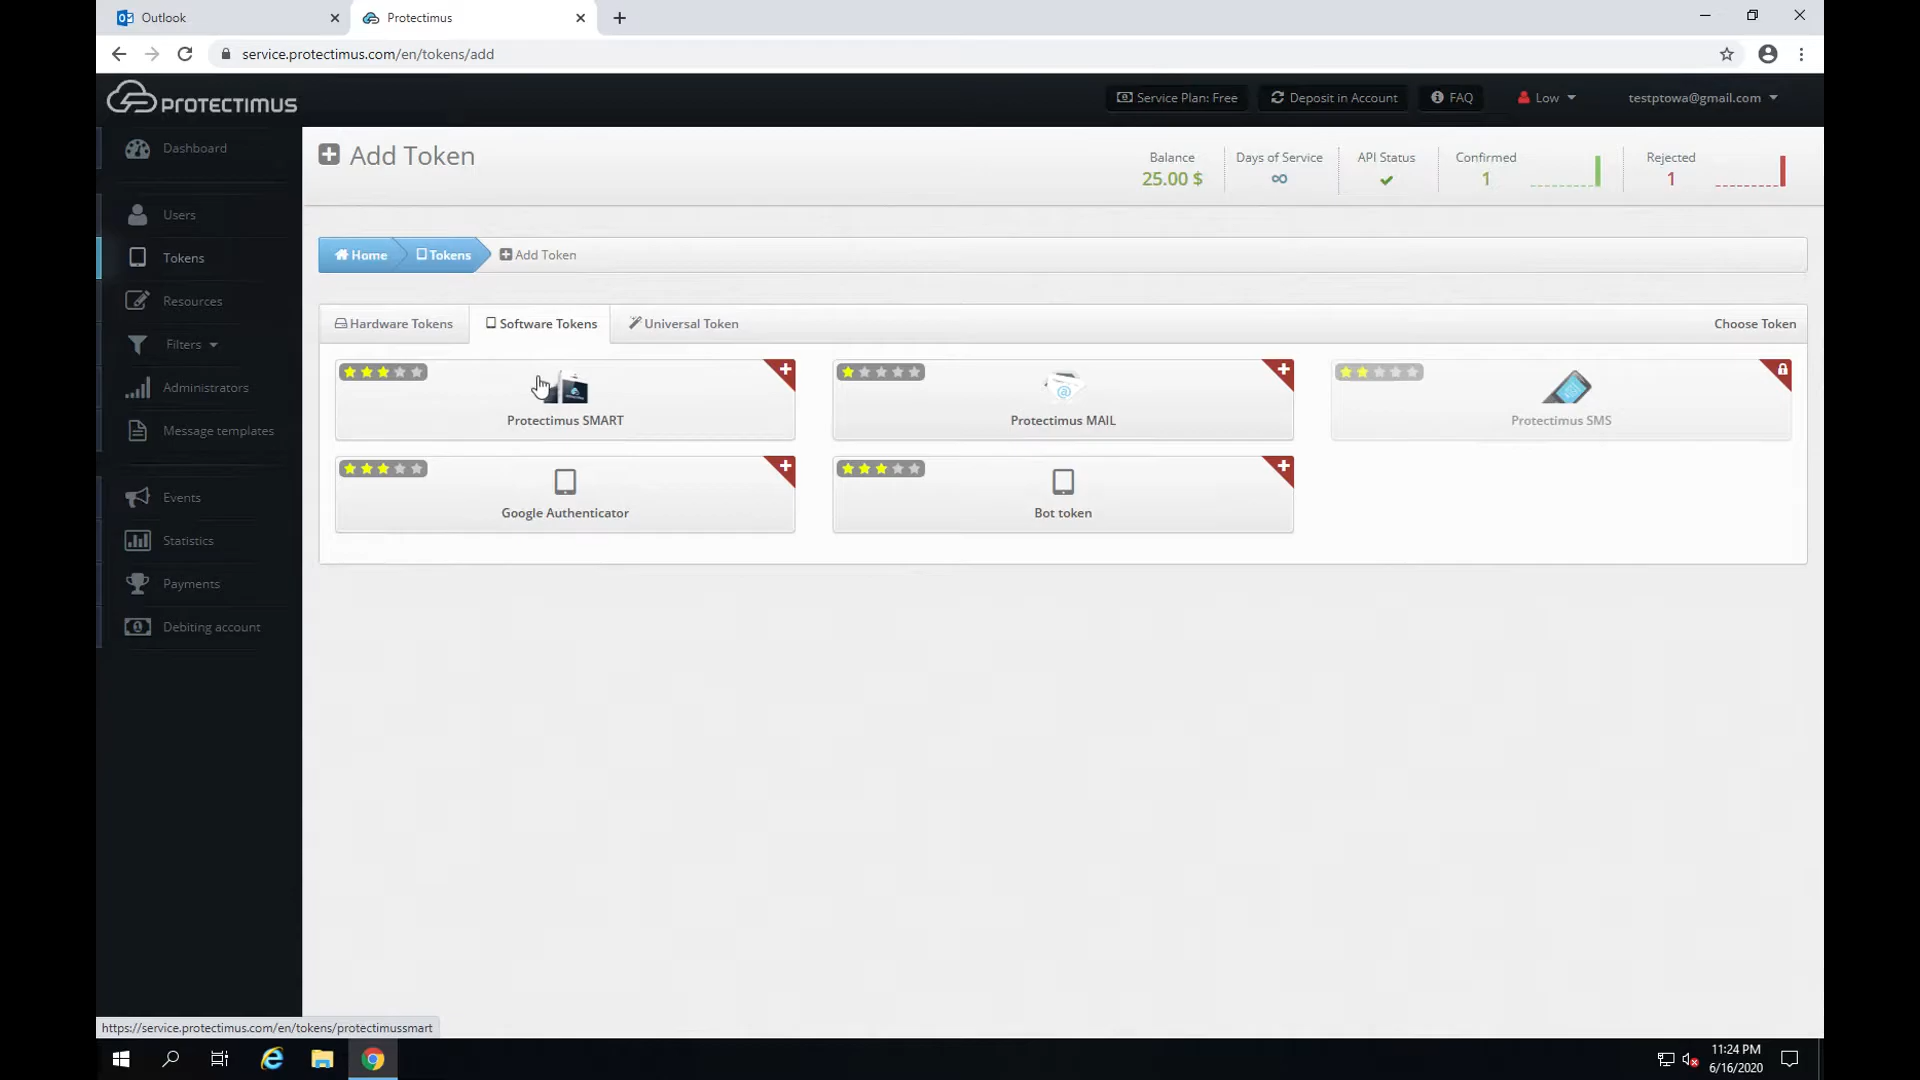 Outlook
Protectimus
service.protectimus.com/en/tokens/add
PROTECTIMUS
Service Plan: Free
Deposit in Account
FAQ
Low
testptowa@gmail.com
Dashboard
Users
Tokens
Resources
Filters
Administrators
Message templates
Events
Statistics
Payments
Debiting account
Add Token
Balance
25.00 $
Days of Service
∞
API Status
Confirmed
1
Rejected
1
Home
Tokens
Add Token
Hardware Tokens
Software Tokens
Universal Token
Choose Token
Protectimus SMART
Protectimus MAIL
Protectimus SMS
Google Authenticator
Bot token
https://service.protectimus.com/en/tokens/protectimussmart
11:24 PM
6/16/2020